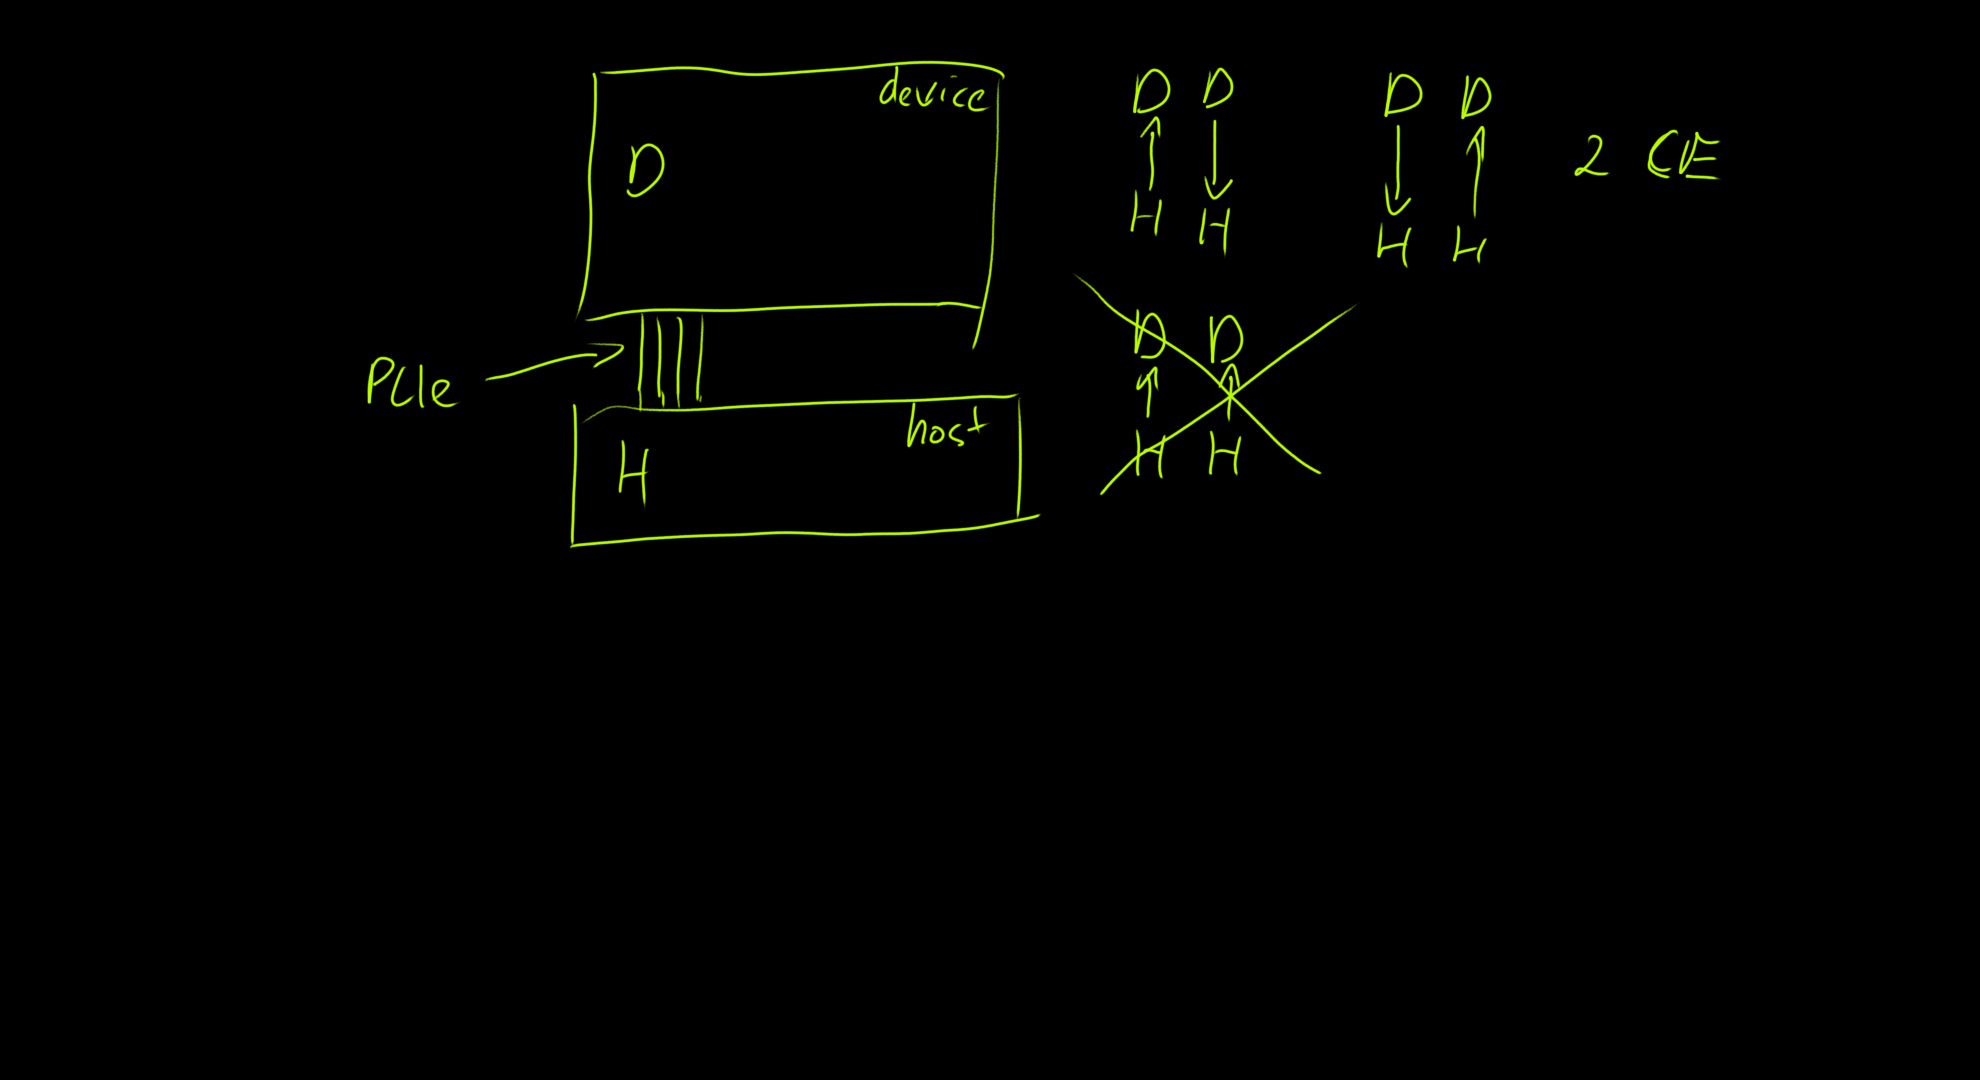 device
D
PCIe
host
H
D D D D
H H H H
2 CE
D D
H H